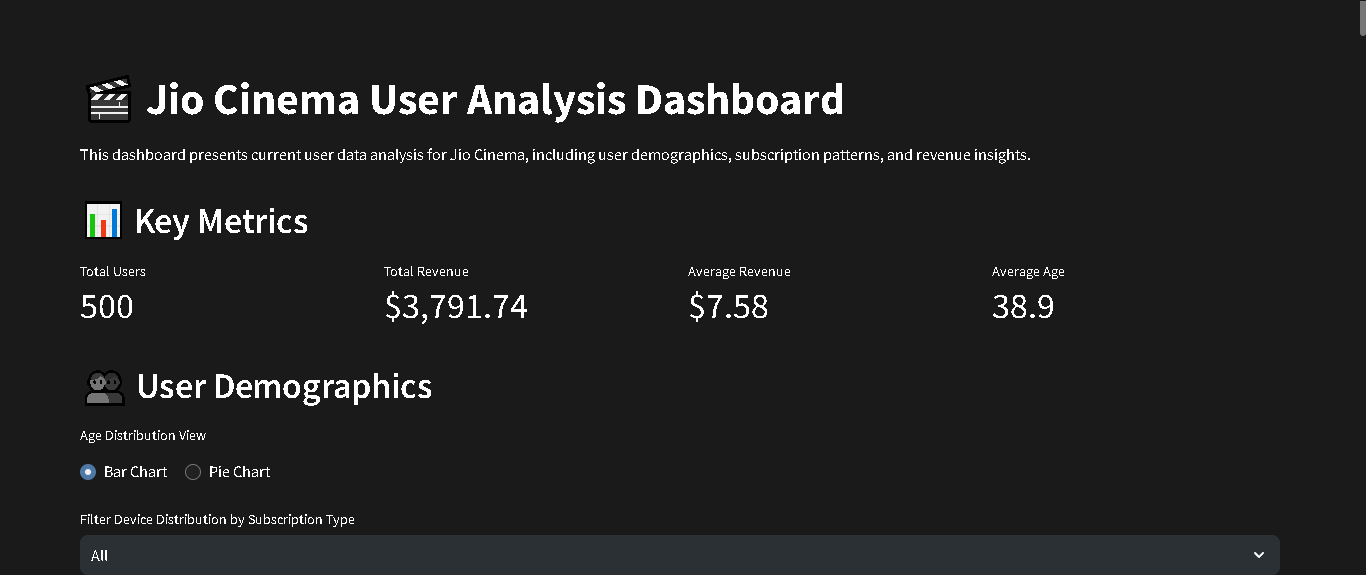 Jio Cinema User Analysis Dashboard
This dashboard presents current user data analysis for Jio Cinema, including user demographics, subscription patterns, and revenue insights.
Key Metrics
Total Users Total Revenue Average Revenue Average Age
500 $3,791.74 $7.58 38.9
User Demographics
Age Distribution View
Bar Chart Pie Chart
Filter Device Distribution by Subscription Type
All